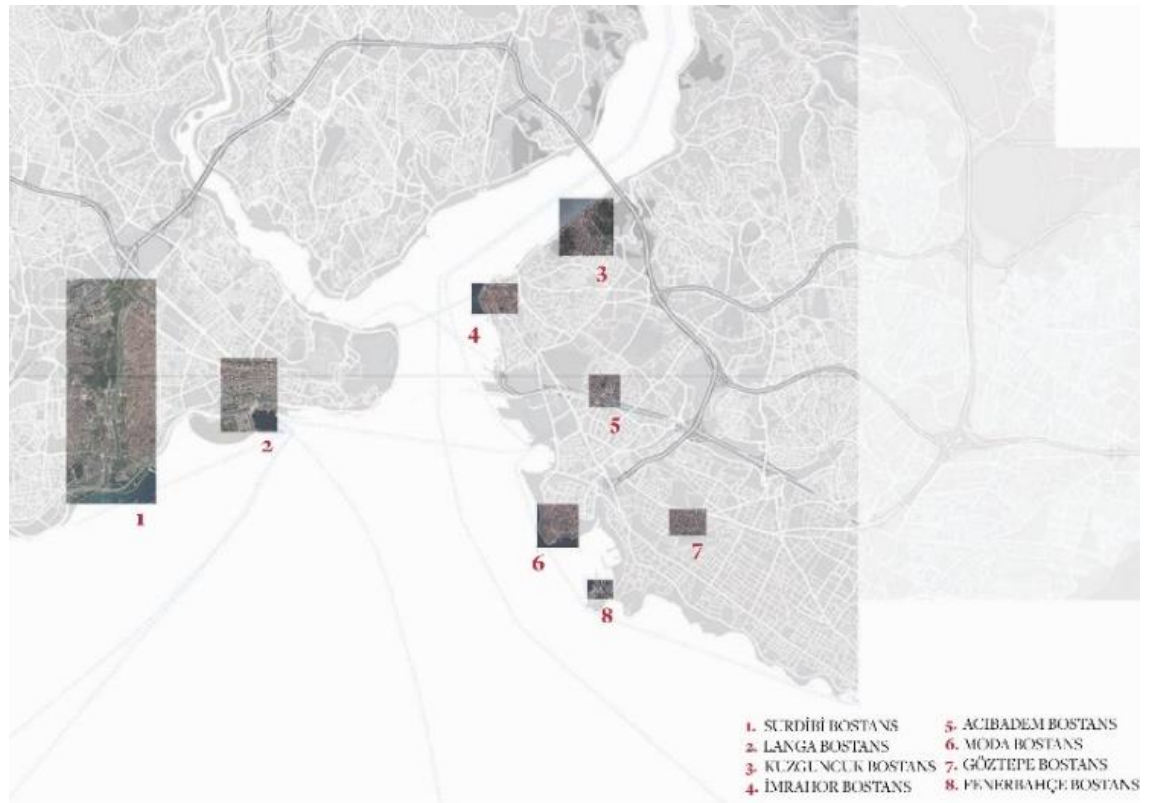 3
4
5
2
1
6
7
8
1. SURDİBİ BOSTANS
2. LANGA BOSTANS
3. KUZGUNCUK BOSTANS
4. İMRAHOR BOSTANS
5. ACIBADEM BOSTANS
6. MODA BOSTANS
7. GÖZTEPE BOSTANS
8. FENERBAHÇE BOSTANS